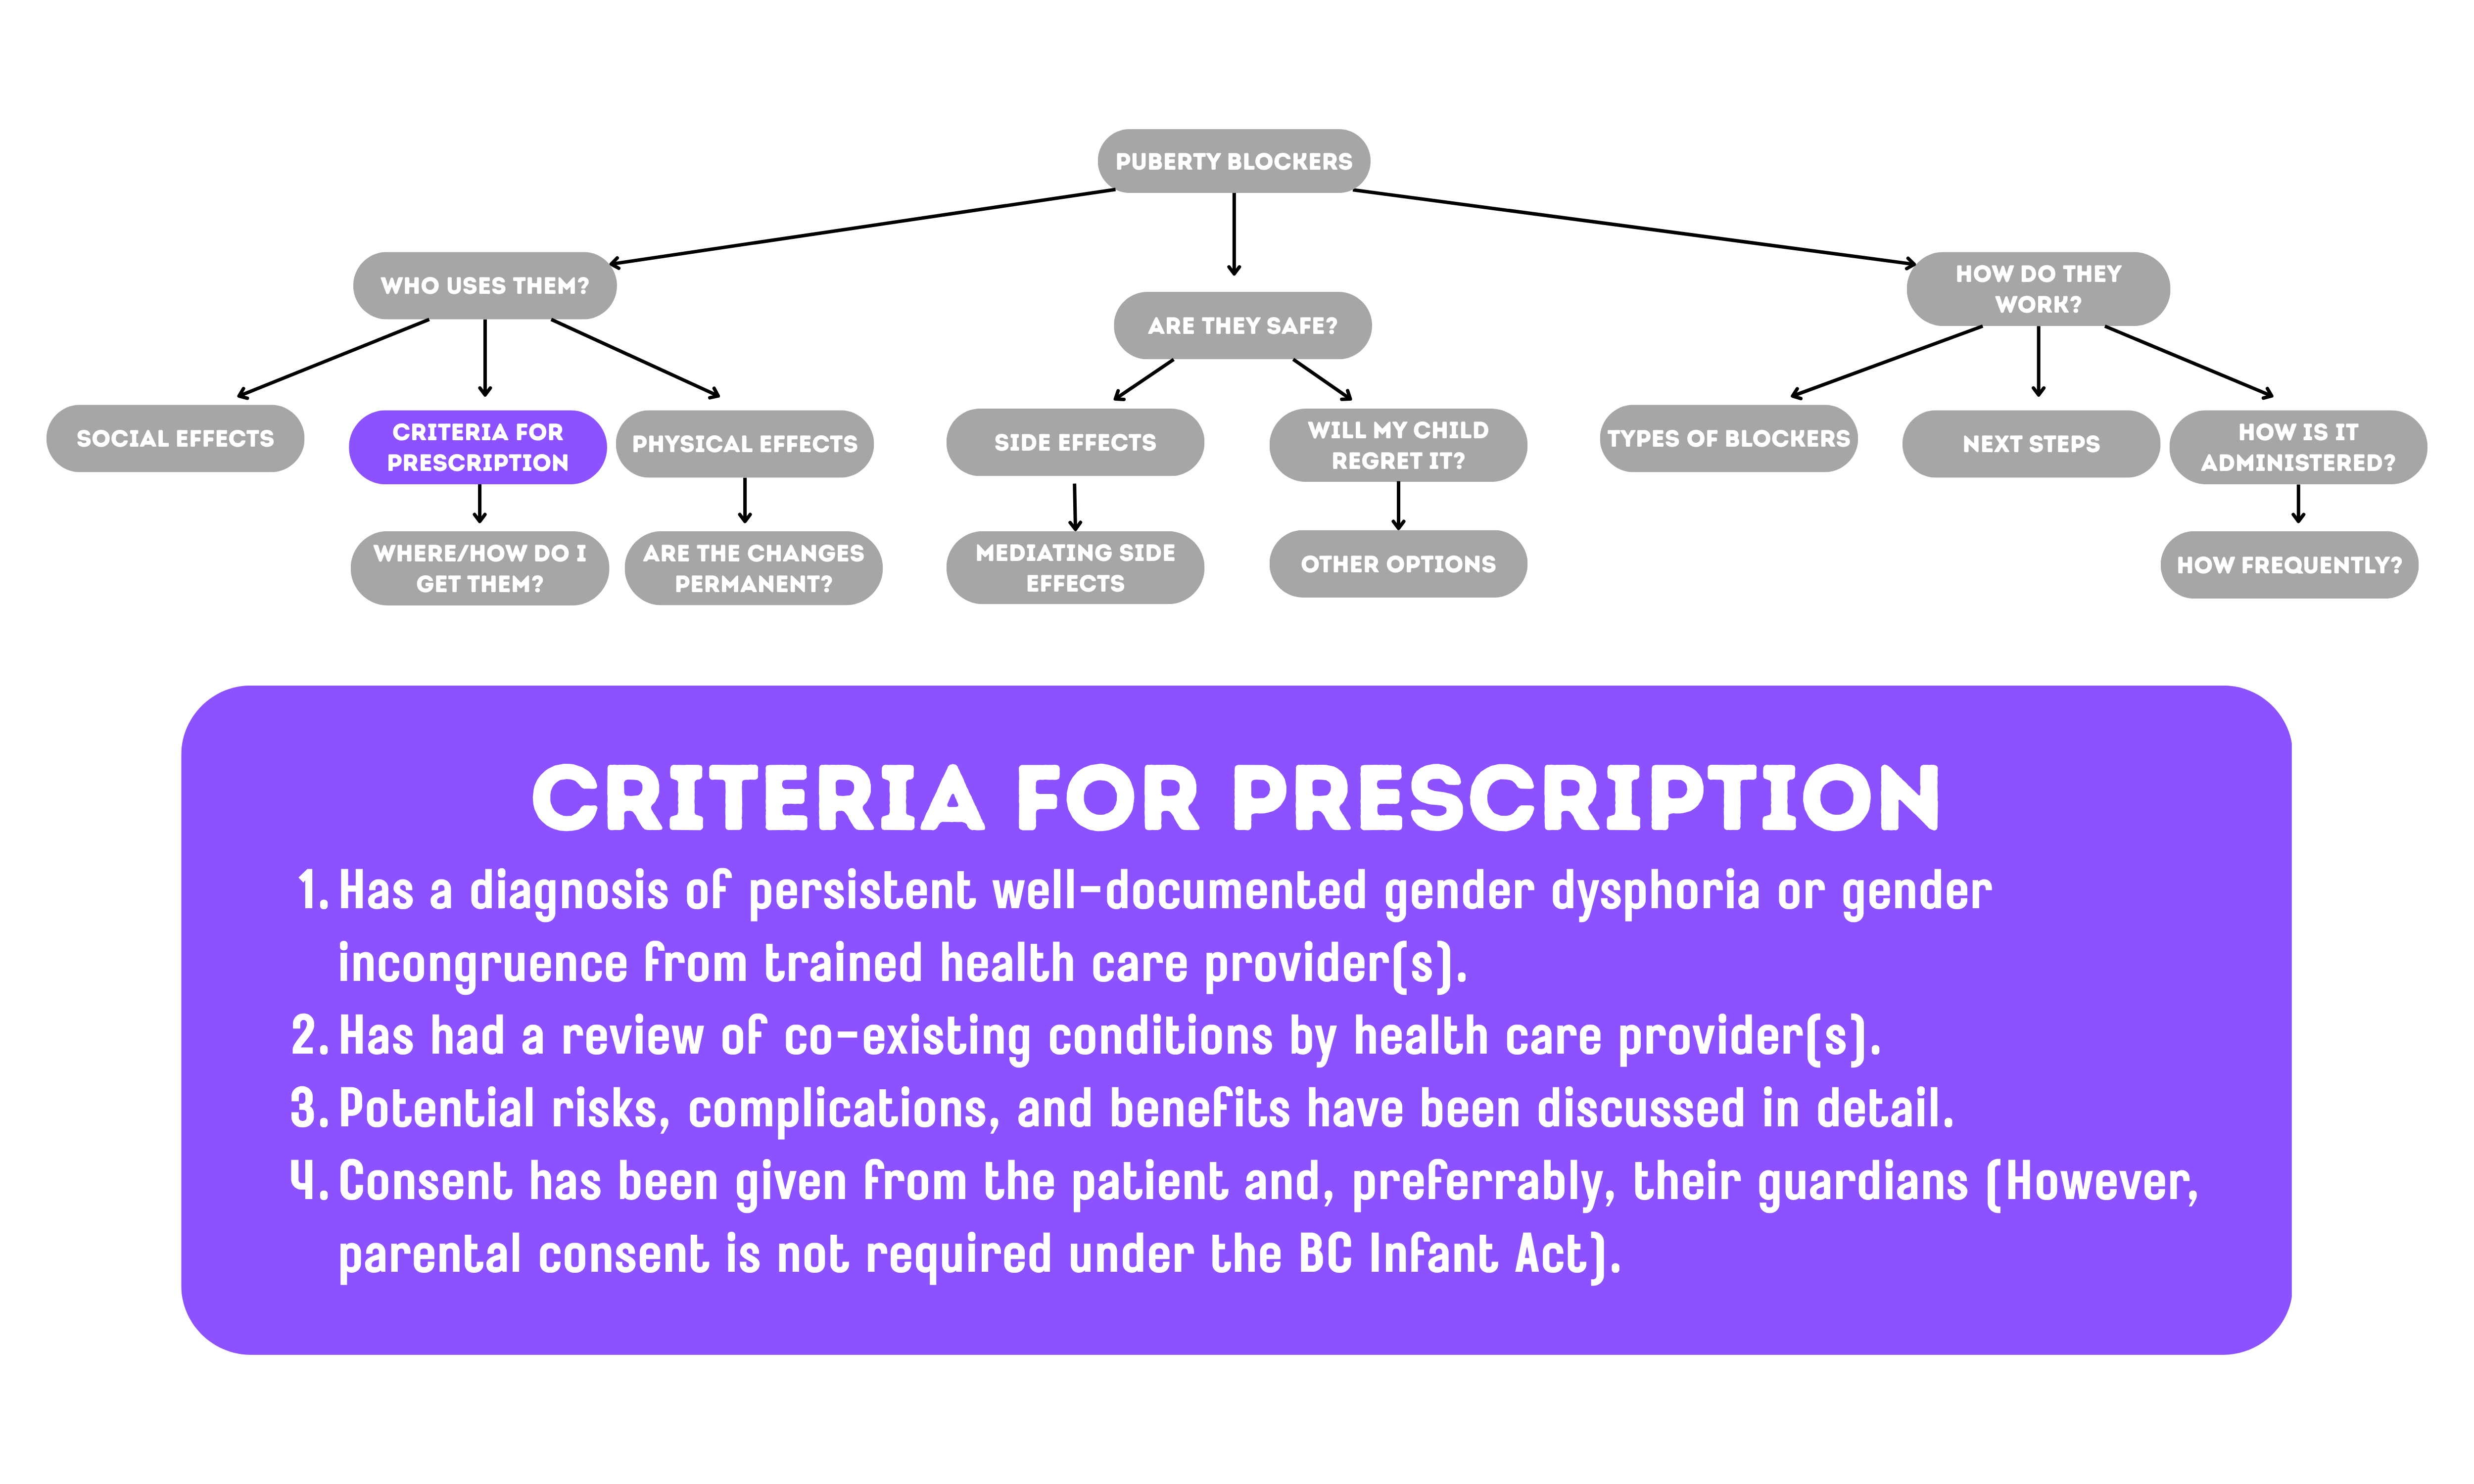 PUBERTY BLOCKERS
WHO USES THEM?
ARE THEY SAFE?
HOW DO THEY
WORK?
SOCIAL EFFECTS
CRITERIA FOR
PRESCRIPTION
PHYSICAL EFFECTS
SIDE EFFECTS
WILL MY CHILD
REGRET IT?
TYPES OF BLOCKERS
NEXT STEPS
HOW IS IT
ADMINISTERED?
WHERE/HOW DO I
GET THEM?
ARE THE CHANGES
PERMANENT?
MEDIATING SIDE
EFFECTS
OTHER OPTIONS
HOW FREQUENTLY?
CRITERIA FOR PRESCRIPTION
1. Has a diagnosis of persistent well-documented gender dysphoria or gender
incongruence from trained health care provider(s).
2. Has had a review of co-existing conditions by health care provider(s).
3. Potential risks, complications, and benefits have been discussed in detail.
4. Consent has been given from the patient and, preferrably, their guardians (However,
parental consent is not required under the BC Infant Act).